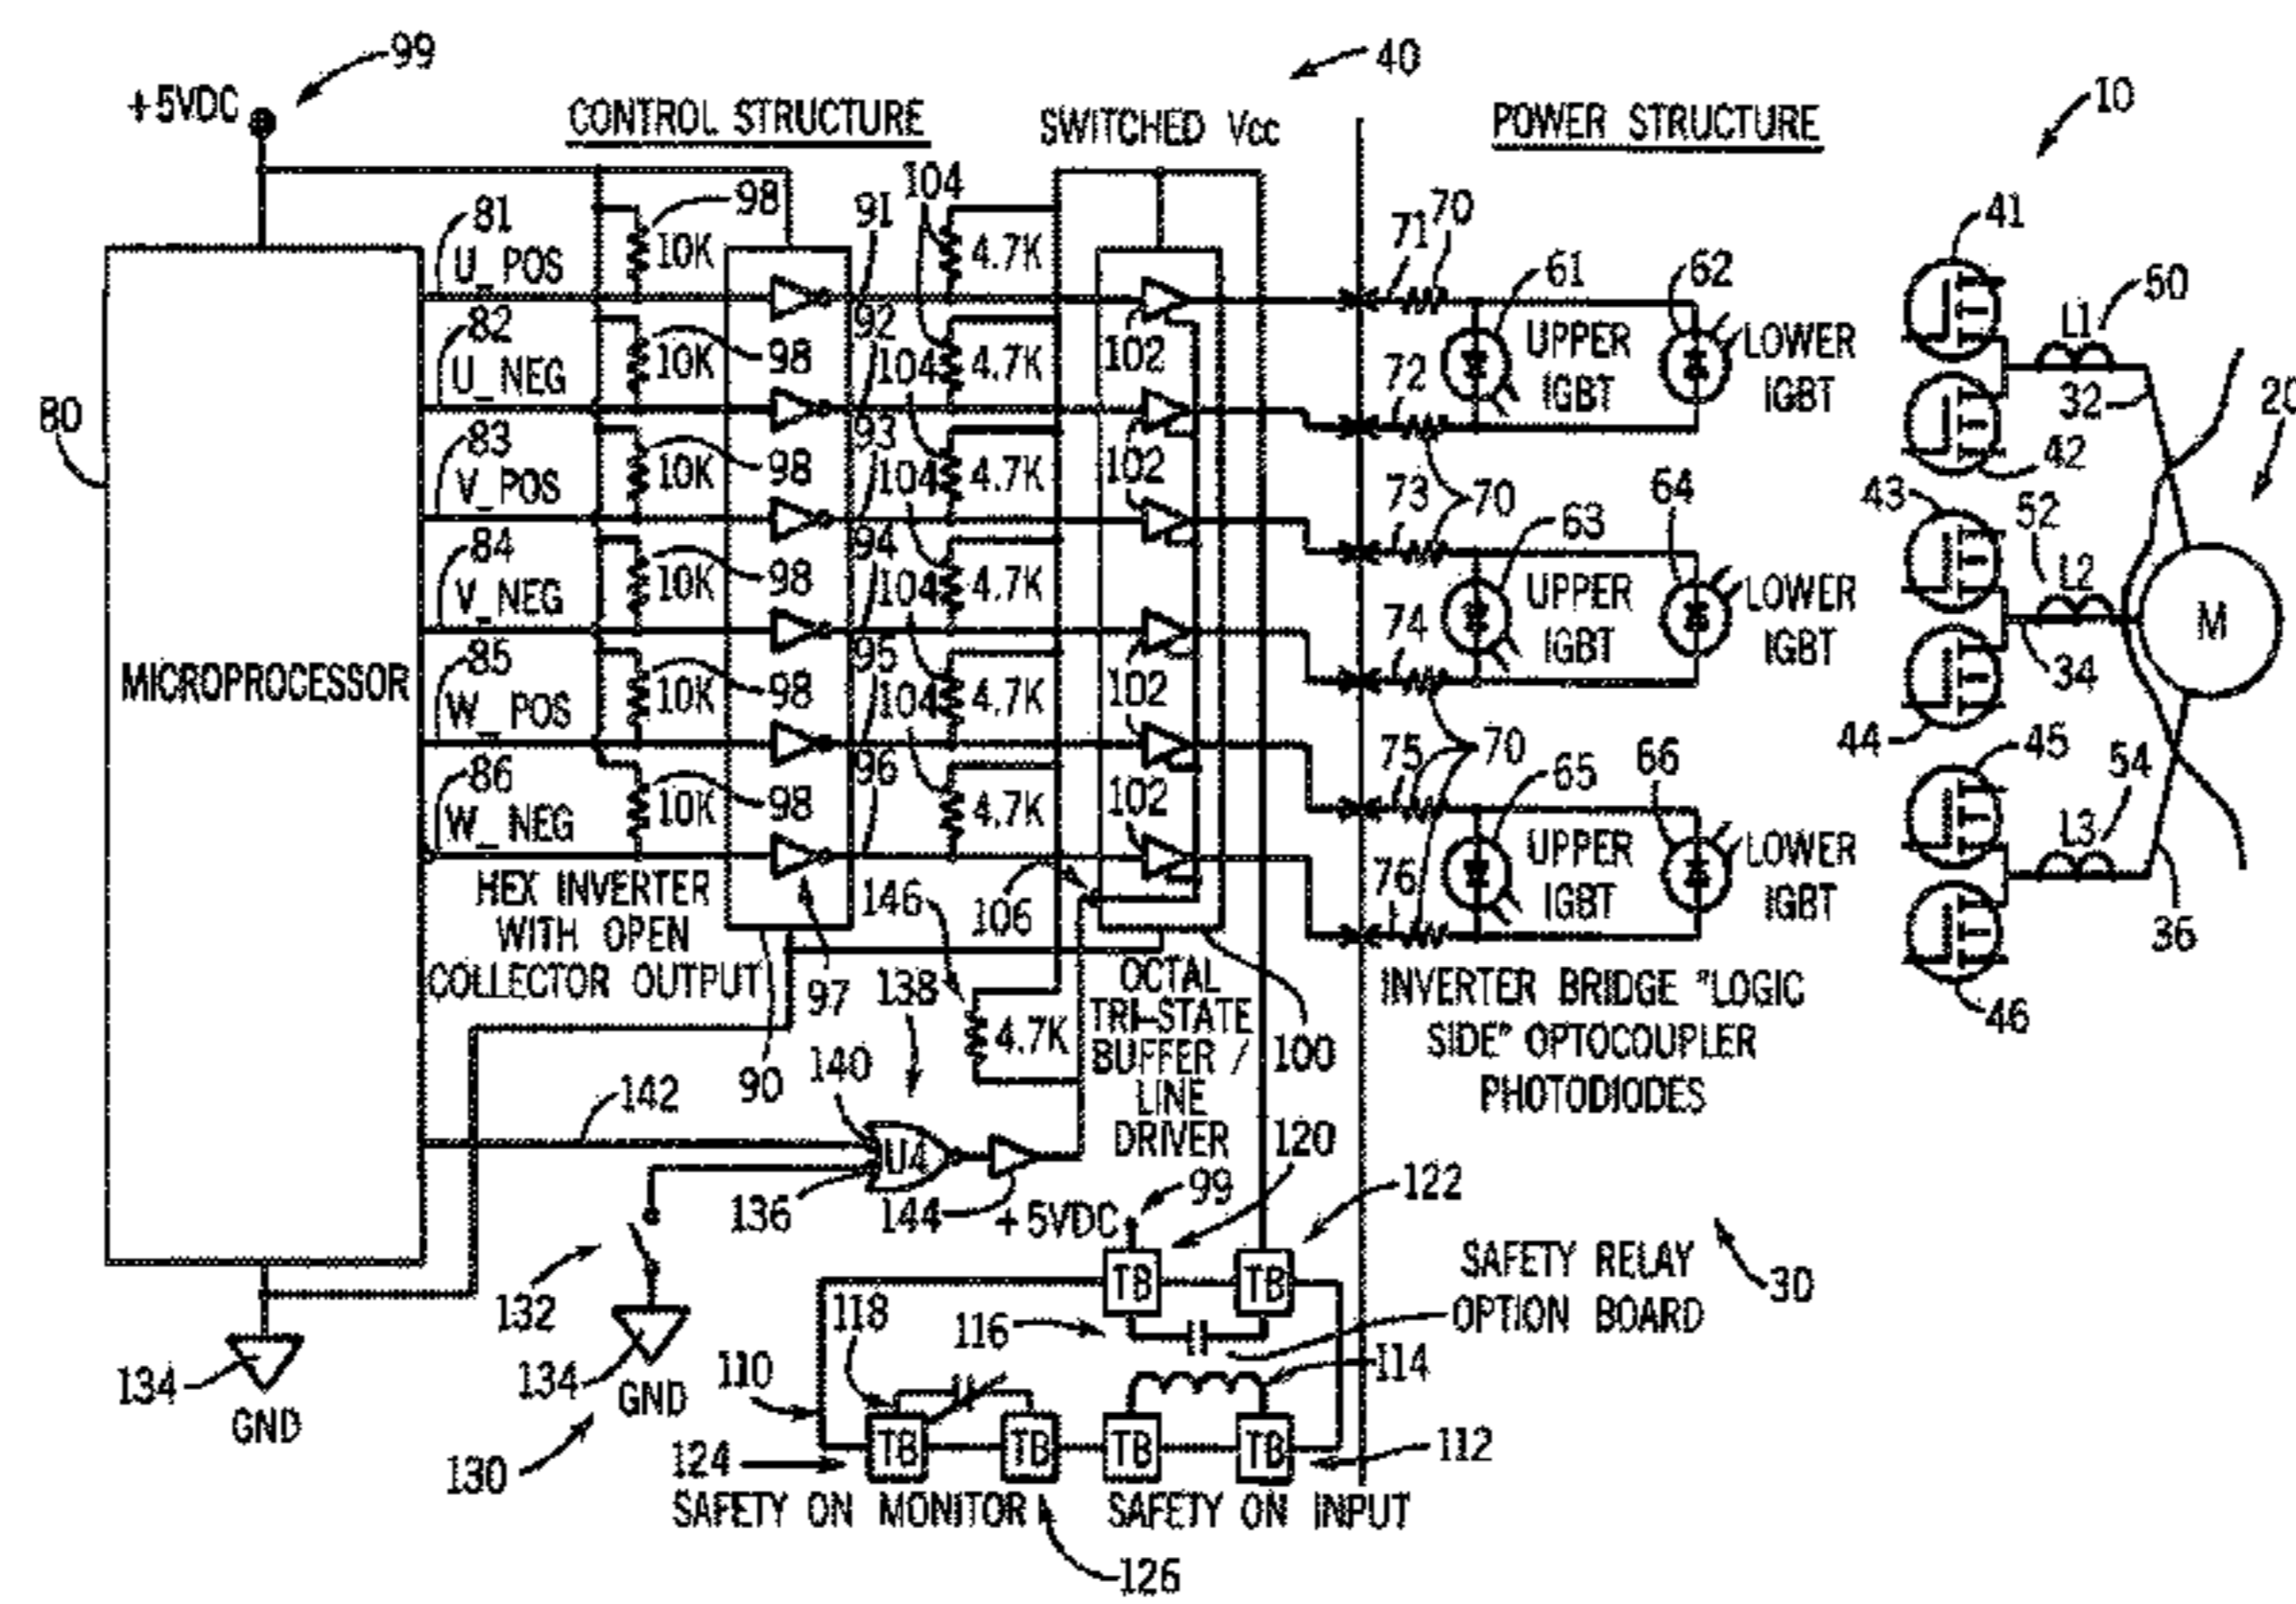 99
+5VDC
CONTROL STRUCTURE
SWITCHED Vcc
40
POWER STRUCTURE
10
81
U_POS
98
10K
91
104
4.7K
71
70
61
62
41
L1
50
82
U_NEG
10K
98
92
104
4.7K
102
72
UPPER
IGBT
LOWER
IGBT
32
20
80
83
V_POS
10K
98
93
104
4.7K
102
73
70
63
64
43
42
52
L2
84
V_NEG
10K
98
94
104
4.7K
74
UPPER
IGBT
LOWER
IGBT
34
M
MICROPROCESSOR
85
W_POS
10K
98
95
104
4.7K
102
75
70
65
66
44
45
54
L3
86
W_NEG
10K
98
96
4.7K
102
76
UPPER
IGBT
LOWER
IGBT
36
46
HEX INVERTER
WITH OPEN
COLLECTOR OUTPUT
97
90
146
106
138
4.7K
OCTAL
TRI-STATE
BUFFER /
LINE
DRIVER
100
INVERTER BRIDGE "LOGIC
SIDE" OPTOCOUPLER
PHOTODIODES
142
140
U4
136
144
+5VDC
99
120
122
132
134
GND
134
GND
130
TB
TB
116
118
110
114
SAFETY RELAY
OPTION BOARD
30
124
TB
TB
TB
TB
112
SAFETY ON MONITOR
SAFETY ON INPUT
126